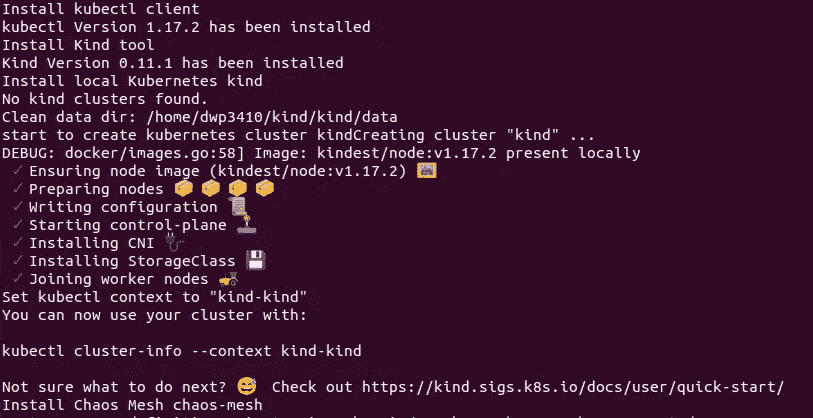 Install kubectl client
kubectl Version 1.17.2 has been installed
Install Kind tool
Kind Version 0.11.1 has been installed
Install local Kubernetes kind
No kind clusters found.
Clean data dir: /home/dwp3410/kind/kind/data
start to create kubernetes cluster kindCreating cluster "kind" ...
DEBUG: docker/images.go:58] Image: kindest/node:v1.17.2 present locally
✓ Ensuring node image (kindest/node:v1.17.2) 🖼
✓ Preparing nodes 📦 📦 📦 📦
✓ Writing configuration 📜
✓ Starting control-plane 🕹️
✓ Installing CNI 🔌
✓ Installing StorageClass 💾
✓ Joining worker nodes 🚜
Set kubectl context to "kind-kind"
You can now use your cluster with:
kubectl cluster-info --context kind-kind
Not sure what to do next? 😅 Check out https://kind.sigs.k8s.io/docs/user/quick-start/
Install Chaos Mesh chaos-mesh